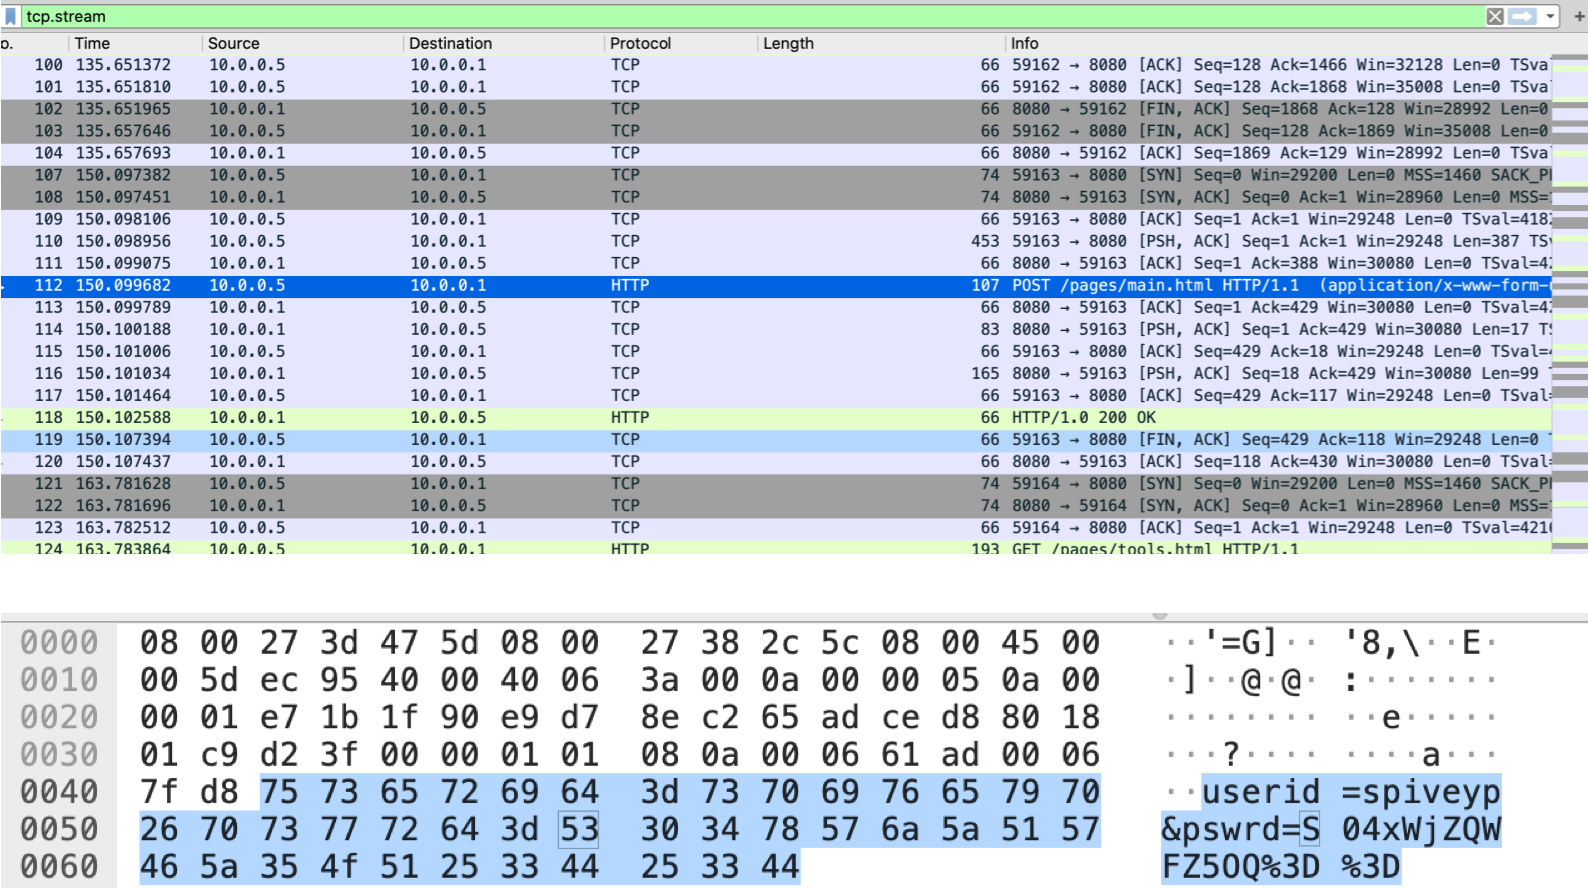 tcp.stream
o. Time Source Destination Protocol Length Info
100 135.651372 10.0.0.5 10.0.0.1 TCP 66 59162 → 8080 [ACK] Seq=128 Ack=1466 Win=32128 Len=0 TSva
101 135.651810 10.0.0.5 10.0.0.1 TCP 66 59162 → 8080 [ACK] Seq=128 Ack=1868 Win=35008 Len=0 TSva
102 135.651965 10.0.0.1 10.0.0.5 TCP 66 8080 → 59162 [FIN, ACK] Seq=1868 Ack=128 Win=28992 Len=0
103 135.657646 10.0.0.5 10.0.0.1 TCP 66 59162 → 8080 [FIN, ACK] Seq=128 Ack=1869 Win=35008 Len=0
104 135.657693 10.0.0.1 10.0.0.5 TCP 66 8080 → 59162 [ACK] Seq=1869 Ack=129 Win=28992 Len=0 TSva
107 150.097382 10.0.0.5 10.0.0.1 TCP 74 59163 → 8080 [SYN] Seq=0 Win=29200 Len=0 MSS=1460 SACK_P
108 150.097451 10.0.0.1 10.0.0.5 TCP 74 8080 → 59163 [SYN, ACK] Seq=0 Ack=1 Win=28960 Len=0 MSS=
109 150.098106 10.0.0.5 10.0.0.1 TCP 66 59163 → 8080 [ACK] Seq=1 Ack=1 Win=29248 Len=0 TSval=418
110 150.098956 10.0.0.5 10.0.0.1 TCP 453 59163 → 8080 [PSH, ACK] Seq=1 Ack=1 Win=29248 Len=387 TS
111 150.099075 10.0.0.1 10.0.0.5 TCP 66 8080 → 59163 [ACK] Seq=1 Ack=388 Win=30080 Len=0 TSval=4
112 150.099682 10.0.0.5 10.0.0.1 HTTP 107 POST /pages/main.html HTTP/1.1 (application/x-www-form-
113 150.099789 10.0.0.1 10.0.0.5 TCP 66 8080 → 59163 [ACK] Seq=1 Ack=429 Win=30080 Len=0 TSval=4
114 150.100188 10.0.0.1 10.0.0.5 TCP 83 8080 → 59163 [PSH, ACK] Seq=1 Ack=429 Win=30080 Len=17 T
115 150.101006 10.0.0.5 10.0.0.1 TCP 66 59163 → 8080 [ACK] Seq=429 Ack=18 Win=29248 Len=0 TSval=
116 150.101034 10.0.0.1 10.0.0.5 TCP 165 8080 → 59163 [PSH, ACK] Seq=18 Ack=429 Win=30080 Len=99
117 150.101464 10.0.0.5 10.0.0.1 TCP 66 59163 → 8080 [ACK] Seq=429 Ack=117 Win=29248 Len=0 TSval
118 150.102588 10.0.0.1 10.0.0.5 HTTP 66 HTTP/1.0 200 OK
119 150.107394 10.0.0.5 10.0.0.1 TCP 66 59163 → 8080 [FIN, ACK] Seq=429 Ack=118 Win=29248 Len=0
120 150.107437 10.0.0.1 10.0.0.5 TCP 66 8080 → 59163 [ACK] Seq=118 Ack=430 Win=30080 Len=0 TSval
121 163.781628 10.0.0.5 10.0.0.1 TCP 74 59164 → 8080 [SYN] Seq=0 Win=29200 Len=0 MSS=1460 SACK_P
122 163.781696 10.0.0.1 10.0.0.5 TCP 74 8080 → 59164 [SYN, ACK] Seq=0 Ack=1 Win=28960 Len=0 MSS=
123 163.782512 10.0.0.5 10.0.0.1 TCP 66 59164 → 8080 [ACK] Seq=1 Ack=1 Win=29248 Len=0 TSval=421
124 163.783864 10.0.0.5 10.0.0.1 HTTP 193 GET /pages/tools.html HTTP/1.1
0000 08 00 27 3d 47 5d 08 00 27 38 2c 5c 08 00 45 00 ··'=G]·· '8,\··E·
0010 00 5d ec 95 40 00 40 06 3a 00 0a 00 00 05 0a 00 ·]··@·@· :·······
0020 00 01 e7 1b 1f 90 e9 d7 8e c2 65 ad ce d8 80 18 ········ ··e·····
0030 01 c9 d2 3f 00 00 01 01 08 0a 00 06 61 ad 00 06 ···?···· ····a···
0040 7f d8 75 73 65 72 69 64 3d 73 70 69 76 65 79 70 ··userid =spiveyp
0050 26 70 73 77 72 64 3d 53 30 34 78 57 6a 5a 51 57 &pswrd=S 04xWjZQW
0060 46 5a 35 4f 51 25 33 44 25 33 44 FZ5OQ%3D %3D